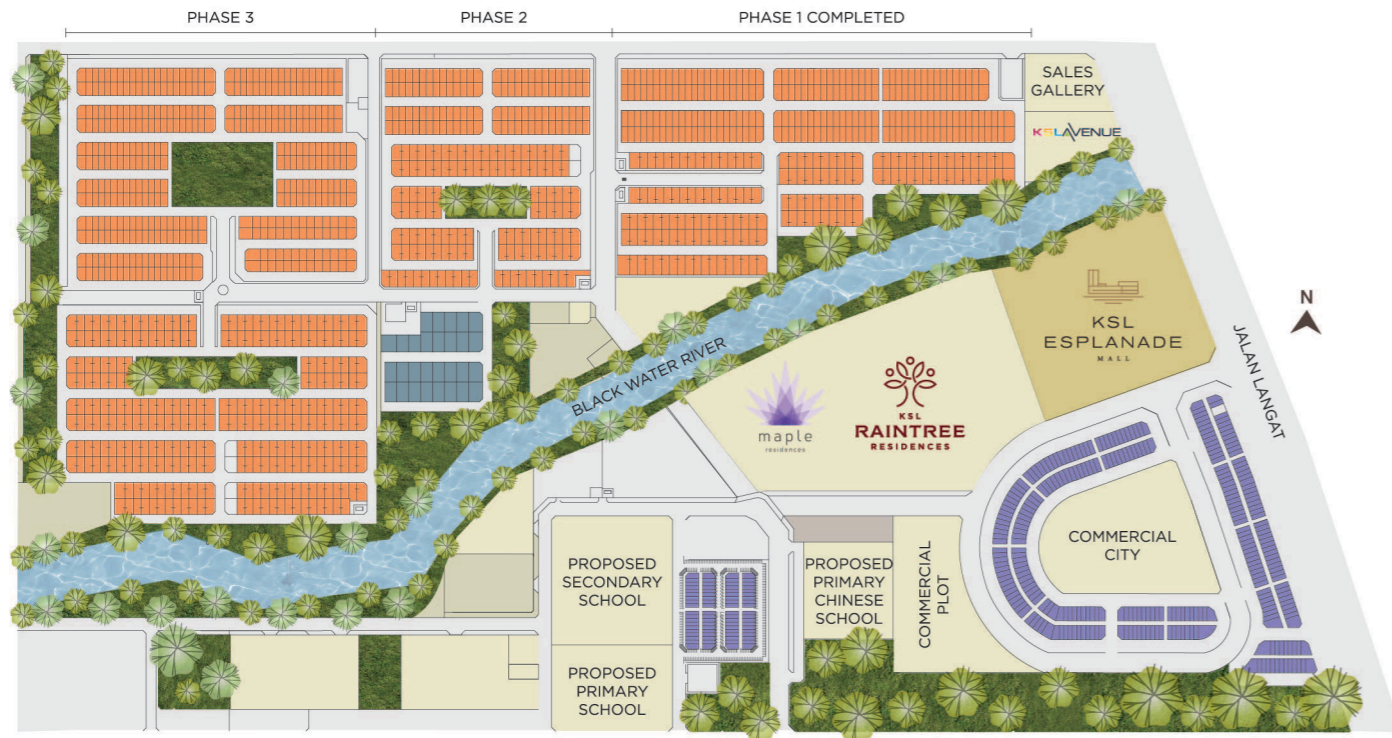 PHASE 3
PHASE 2
PHASE 1 COMPLETED
SALES
GALLERY
KSL AVENUE
N
KSL
ESPLANADE
MALL
JALAN LANGAT
BLACK WATER RIVER
maple
residences
KSL
RAINTREE
RESIDENCES
COMMERCIAL
CITY
PROPOSED
SECONDARY
SCHOOL
PROPOSED
PRIMARY
CHINESE
SCHOOL
COMMERCIAL
PLOT
PROPOSED
PRIMARY
SCHOOL